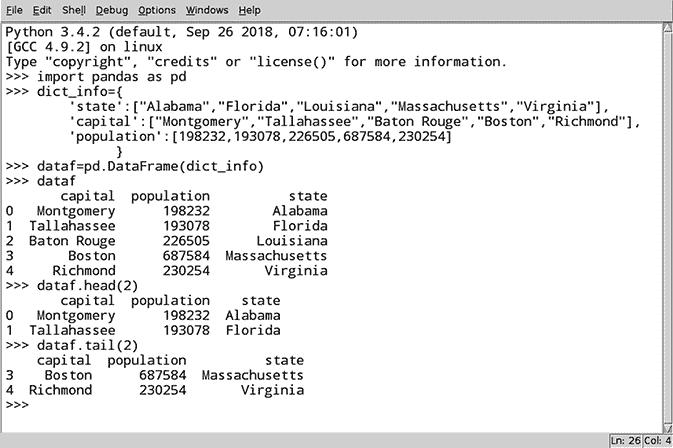 File Edit Shell Debug Options Windows Help
Python 3.4.2 (default, Sep 26 2018, 07:16:01)
[GCC 4.9.2] on linux
Type "copyright", "credits" or "license()" for more information.
>>> import pandas as pd
>>> dict_info={
        'state':["Alabama","Florida","Louisiana","Massachusetts","Virginia"],
        'capital':["Montgomery","Tallahassee","Baton Rouge","Boston","Richmond"],
        'population':[198232,193078,226505,687584,230254]
              }
>>> dataf=pd.DataFrame(dict_info)
>>> dataf
       capital  population          state
0   Montgomery      198232        Alabama
1  Tallahassee      193078        Florida
2  Baton Rouge      226505      Louisiana
3       Boston      687584  Massachusetts
4     Richmond      230254       Virginia
>>> dataf.head(2)
       capital  population    state
0   Montgomery      198232  Alabama
1  Tallahassee      193078  Florida
>>> dataf.tail(2)
    capital  population          state
3    Boston      687584  Massachusetts
4  Richmond      230254       Virginia
>>>
Ln: 26 Col: 4